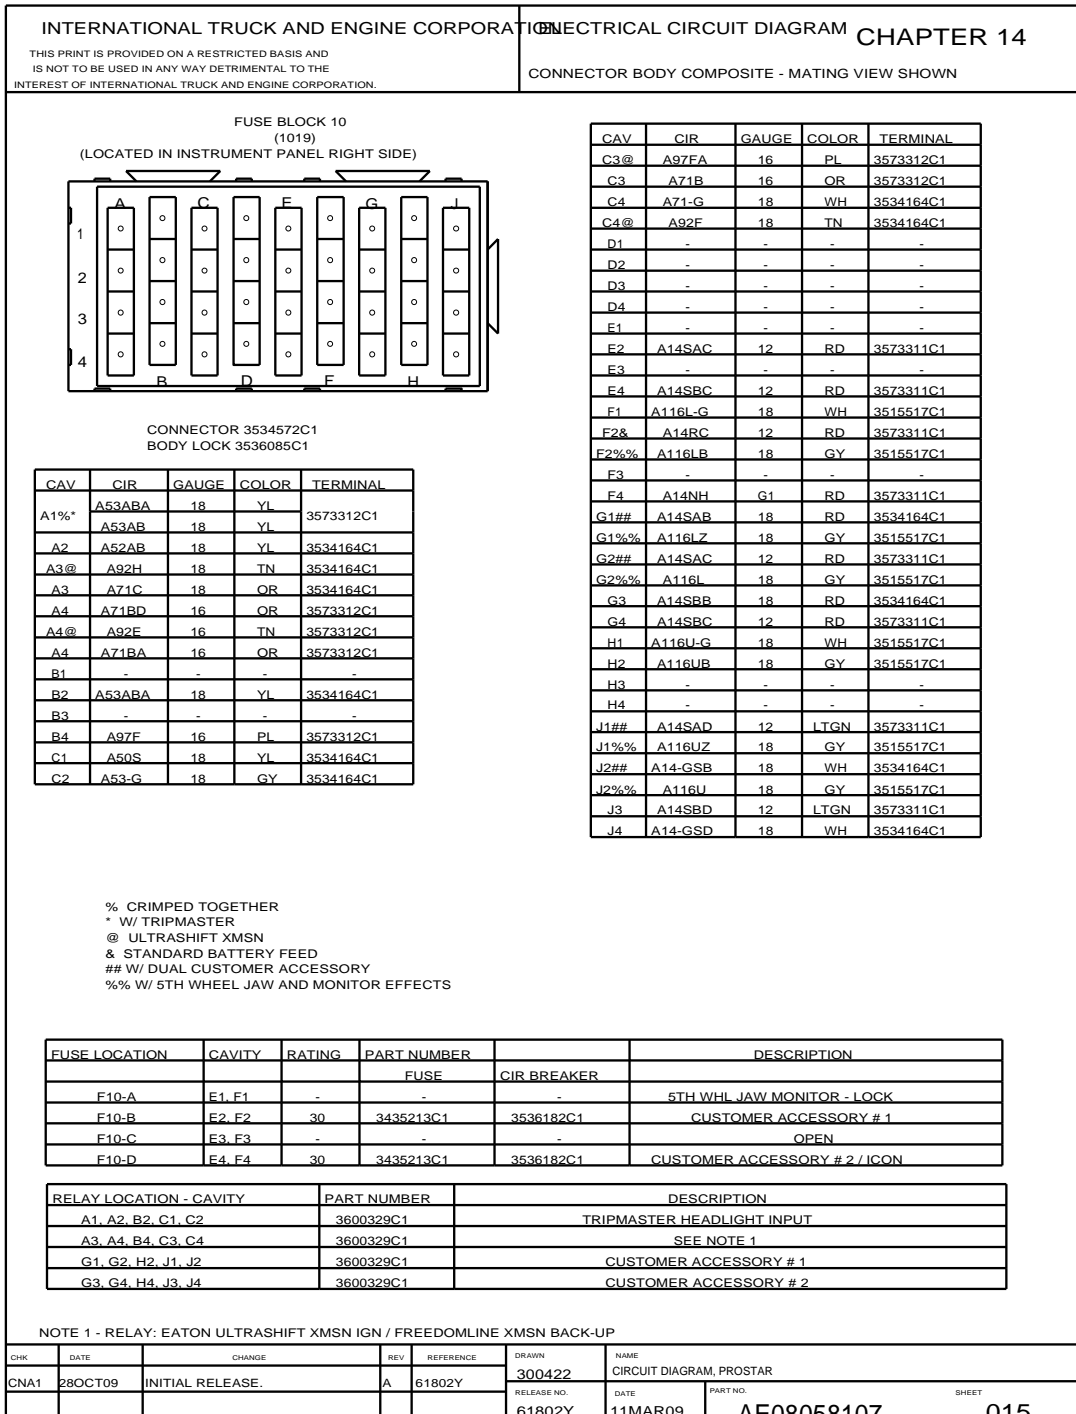 INTERNATIONAL TRUCK AND ENGINE CORPORATION
THIS PRINT IS PROVIDED ON A RESTRICTED BASIS AND
IS NOT TO BE USED IN ANY WAY DETRIMENTAL TO THE
INTEREST OF INTERNATIONAL TRUCK AND ENGINE CORPORATION.
ELECTRICAL CIRCUIT DIAGRAM
CHAPTER 14
CONNECTOR BODY COMPOSITE - MATING VIEW SHOWN
FUSE BLOCK 10
(1019)
(LOCATED IN INSTRUMENT PANEL RIGHT SIDE)
A C E G J
1
2
3
4
B D F H
CONNECTOR 3534572C1
BODY LOCK 3536085C1
CAV CIR GAUGE COLOR TERMINAL
A1%* A53ABA 18 YL 3573312C1
A53AB 18 YL
A2 A52AB 18 YL 3534164C1
A3@ A92H 18 TN 3534164C1
A3 A71C 18 OR 3534164C1
A4 A71BD 16 OR 3573312C1
A4@ A92E 16 TN 3573312C1
A4 A71BA 16 OR 3573312C1
B1 - - - -
B2 A53ABA 18 YL 3534164C1
B3 - - - -
B4 A97F 16 PL 3573312C1
C1 A50S 18 YL 3534164C1
C2 A53-G 18 GY 3534164C1
CAV CIR GAUGE COLOR TERMINAL
C3@ A97FA 16 PL 3573312C1
C3 A71B 16 OR 3573312C1
C4 A71-G 18 WH 3534164C1
C4@ A92F 18 TN 3534164C1
D1 - - - -
D2 - - - -
D3 - - - -
D4 - - - -
E1 - - - -
E2 A14SAC 12 RD 3573311C1
E3 - - - -
E4 A14SBC 12 RD 3573311C1
F1 A116L-G 18 WH 3515517C1
F2& A14RC 12 RD 3573311C1
F2%% A116LB 18 GY 3515517C1
F3 - - - -
F4 A14NH G1 RD 3573311C1
G1## A14SAB 18 RD 3534164C1
G1%% A116LZ 18 GY 3515517C1
G2## A14SAC 12 RD 3573311C1
G2%% A116L 18 GY 3515517C1
G3 A14SBB 18 RD 3534164C1
G4 A14SBC 12 RD 3573311C1
H1 A116U-G 18 WH 3515517C1
H2 A116UB 18 GY 3515517C1
H3 - - - -
H4 - - - -
J1## A14SAD 12 LTGN 3573311C1
J1%% A116UZ 18 GY 3515517C1
J2## A14-GSB 18 WH 3534164C1
J2%% A116U 18 GY 3515517C1
J3 A14SBD 12 LTGN 3573311C1
J4 A14-GSD 18 WH 3534164C1
% CRIMPED TOGETHER
* W/ TRIPMASTER
@ ULTRASHIFT XMSN
& STANDARD BATTERY FEED
## W/ DUAL CUSTOMER ACCESSORY
%% W/ 5TH WHEEL JAW AND MONITOR EFFECTS
FUSE LOCATION CAVITY RATING PART NUMBER DESCRIPTION
FUSE CIR BREAKER
F10-A E1, F1 - - - 5TH WHL JAW MONITOR - LOCK
F10-B E2, F2 30 3435213C1 3536182C1 CUSTOMER ACCESSORY # 1
F10-C E3, F3 - - - OPEN
F10-D E4, F4 30 3435213C1 3536182C1 CUSTOMER ACCESSORY # 2 / ICON
RELAY LOCATION - CAVITY PART NUMBER DESCRIPTION
A1, A2, B2, C1, C2 3600329C1 TRIPMASTER HEADLIGHT INPUT
A3, A4, B4, C3, C4 3600329C1 SEE NOTE 1
G1, G2, H2, J1, J2 3600329C1 CUSTOMER ACCESSORY # 1
G3, G4, H4, J3, J4 3600329C1 CUSTOMER ACCESSORY # 2
NOTE 1 - RELAY: EATON ULTRASHIFT XMSN IGN / FREEDOMLINE XMSN BACK-UP
CHK DATE CHANGE REV REFERENCE
CNA1 28OCT09 INITIAL RELEASE. A 61802Y
DRAWN
300422
NAME
CIRCUIT DIAGRAM, PROSTAR
RELEASE NO. DATE PART NO. SHEET
61802Y 11MAR09 AE08058107 015